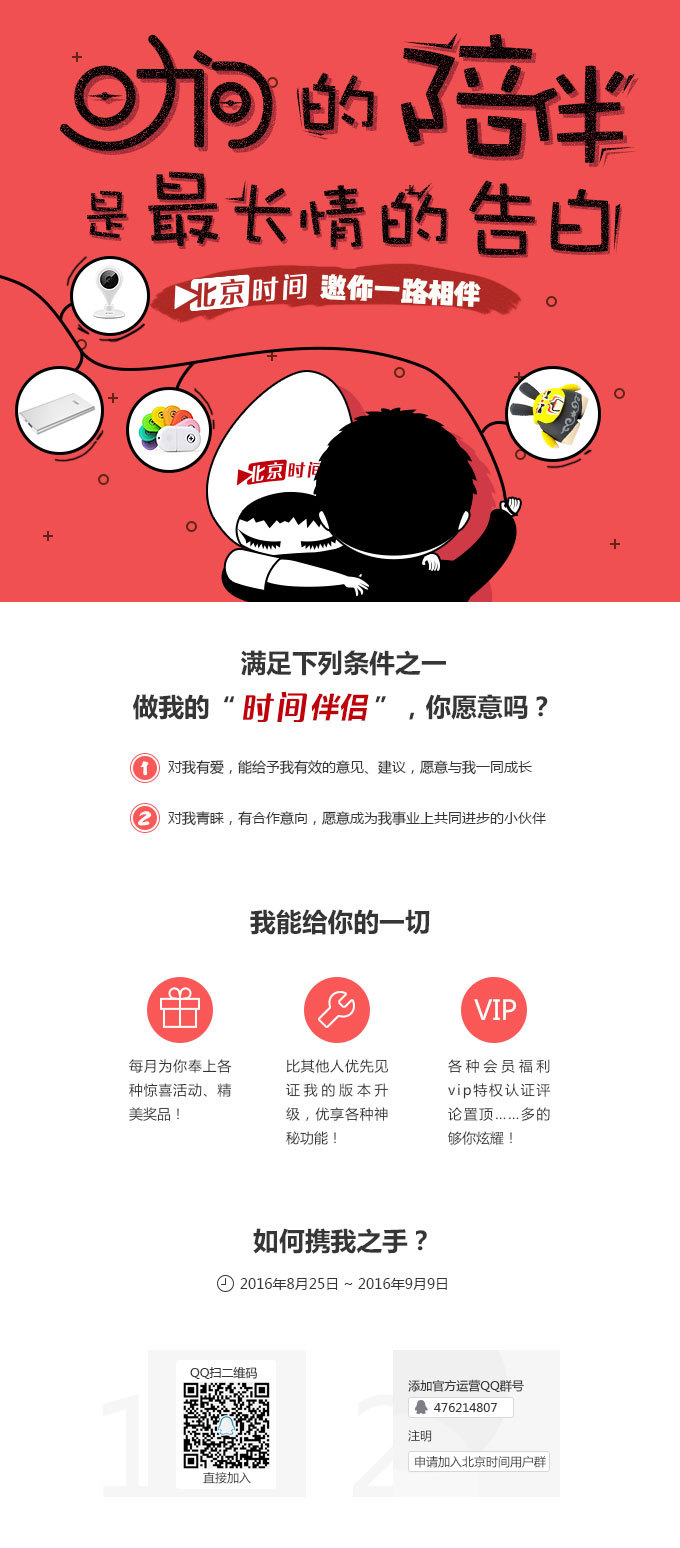 时间的陪伴
是最长情的告白
北京时间 邀你一路相伴
北京时间
满足下列条件之一
做我的“时间伴侣”，你愿意吗？
1 对我有爱，能给予我有效的意见、建议，愿意与我一同成长
2 对我青睐，有合作意向，愿意成为我事业上共同进步的小伙伴
我能给你的一切
VIP
每月为你奉上各
种惊喜活动、精
美奖品！
比其他人优先见
证我的版本升
级，优享各种神
秘功能！
各种会员福利
vip特权认证评
论置顶……多的
够你炫耀！
如何携我之手？
2016年8月25日 ~ 2016年9月9日
1
QQ扫二维码
直接加入
2
添加官方运营QQ群号
476214807
注明
申请加入北京时间用户群